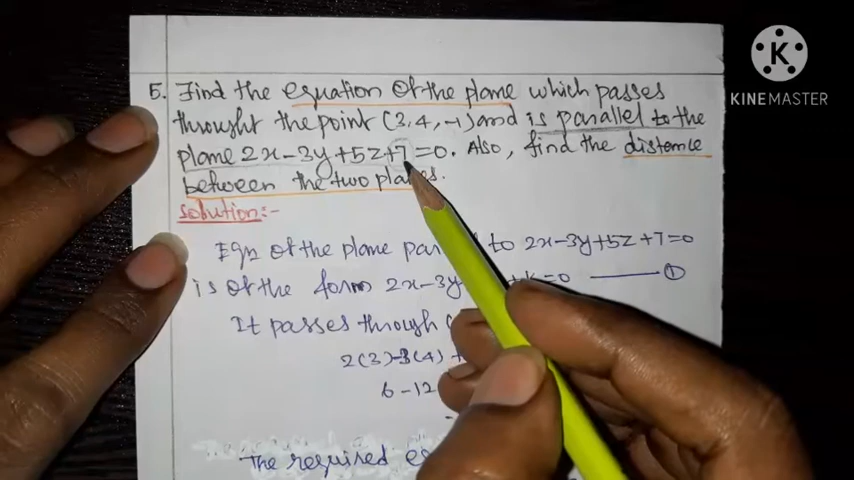 5. Find the equation of the plane which passes
throught the point (3,4,-1) and is parallel to the
plane 2x-3y+5z+7=0. Also, find the distance
between the two planes.
solution:-
Eqn of the plane to 2x-3y+5z+7=0
is of the form 2x-3y =0 ——— ①
It passes through
2(3)-3(4)+
6-12
The required
K
KINEMASTER